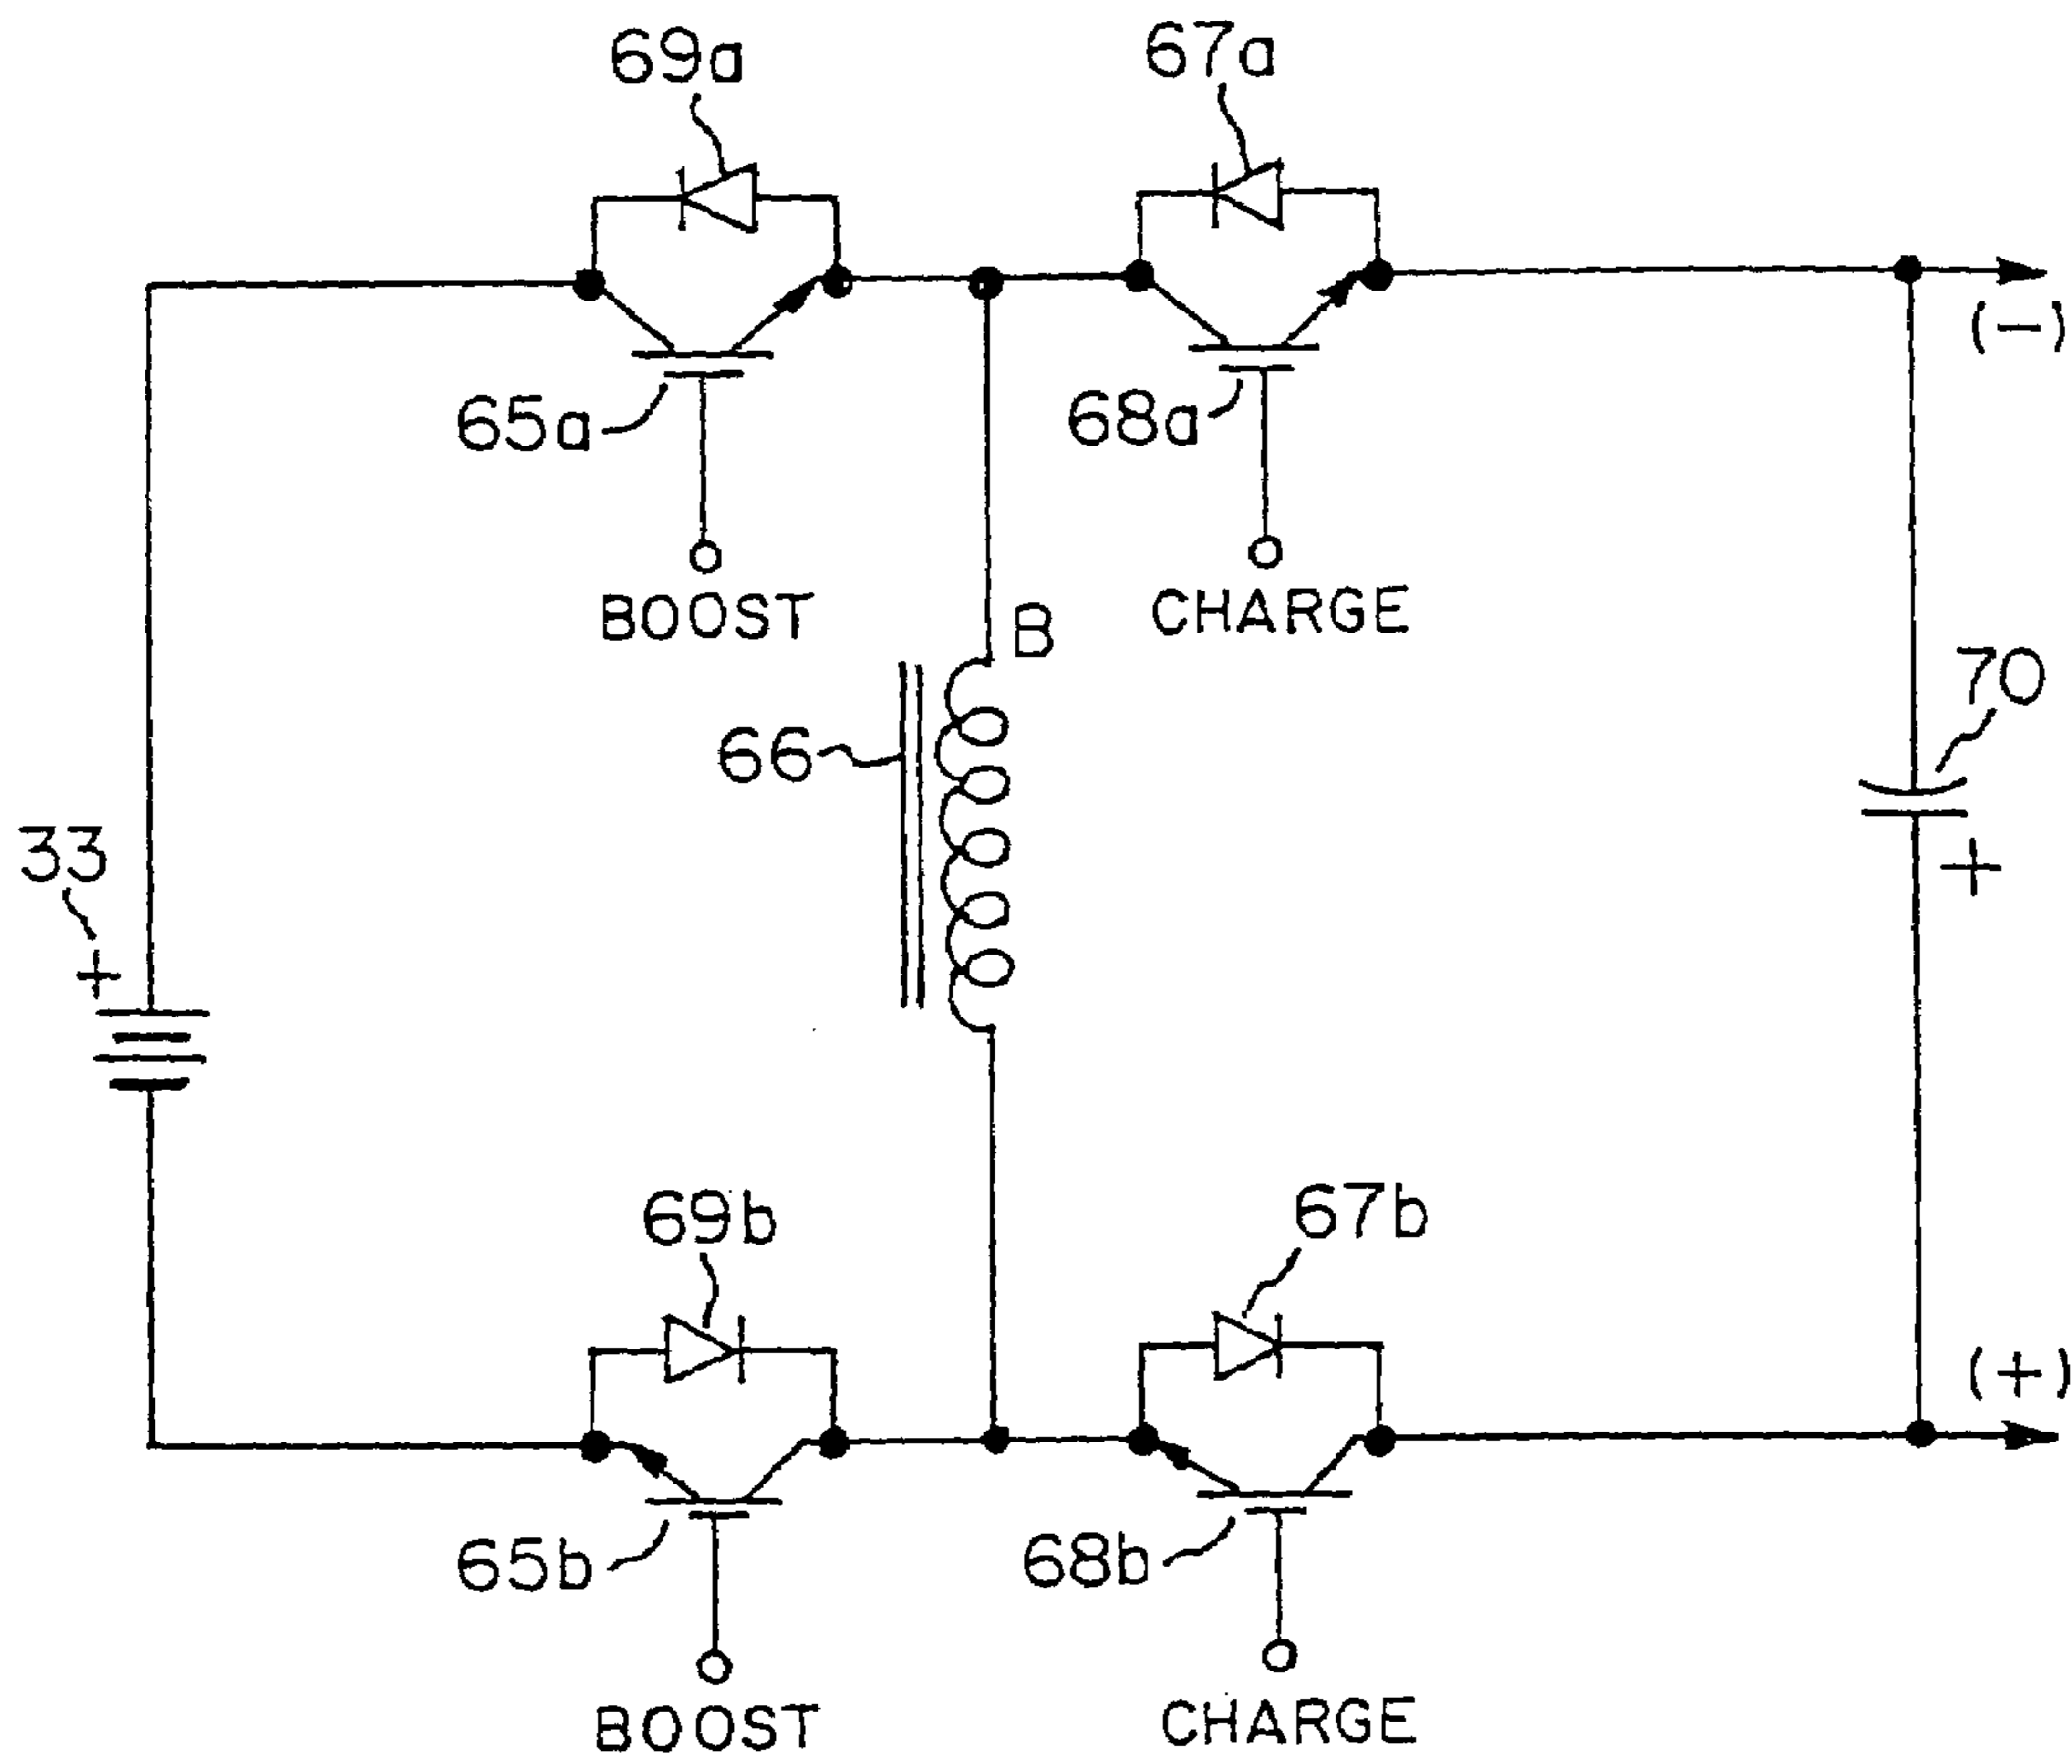 69a
67a
(−)
65a
68a
BOOST
CHARGE
B
70
66
33
+
+
69b
67b
(+)
65b
68b
BOOST
CHARGE